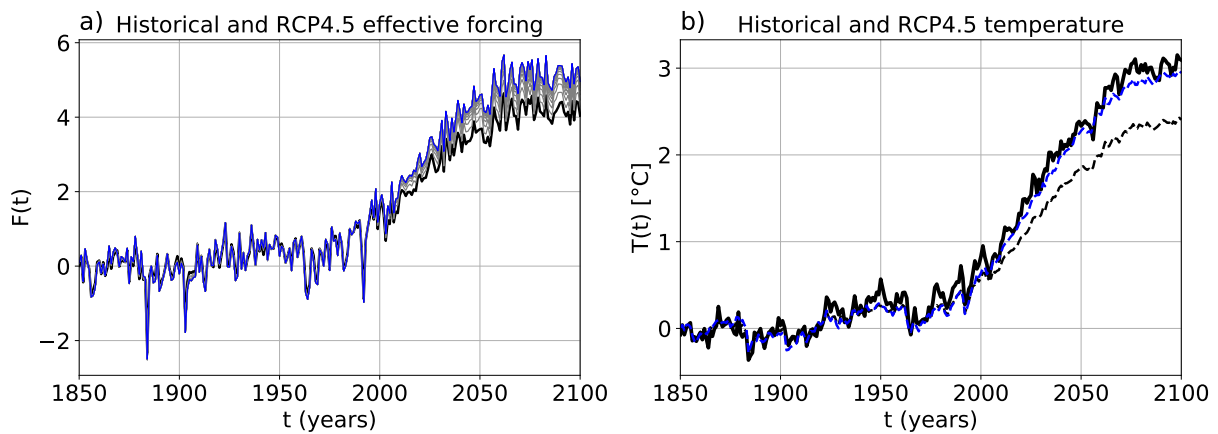 a) Historical and RCP4.5 effective forcing
F(t)
6
4
2
0
−2
1850 1900 1950 2000 2050 2100
t (years)
b) Historical and RCP4.5 temperature
T(t) [°C]
3
2
1
0
1850 1900 1950 2000 2050 2100
t (years)